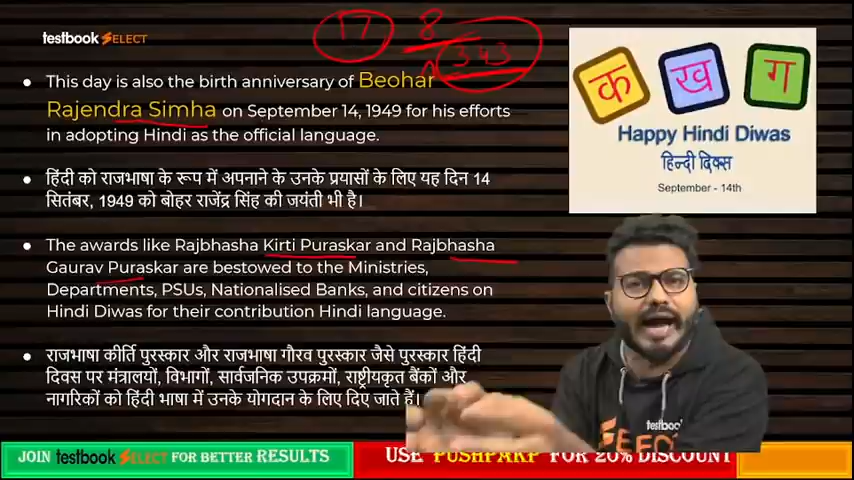 testbook SELECT
17 8
343
This day is also the birth anniversary of Beohar
Rajendra Simha on September 14, 1949 for his efforts
in adopting Hindi as the official language.
हिंदी को राजभाषा के रूप में अपनाने के उनके प्रयासों के लिए यह दिन 14
सितंबर, 1949 को बोहर राजेंद्र सिंह की जयंती भी है।
The awards like Rajbhasha Kirti Puraskar and Rajbhasha
Gaurav Puraskar are bestowed to the Ministries,
Departments, PSUs, Nationalised Banks, and citizens on
Hindi Diwas for their contribution Hindi language.
राजभाषा कीर्ति पुरस्कार और राजभाषा गौरव पुरस्कार जैसे पुरस्कार हिंदी
दिवस पर मंत्रालयों, विभागों, सार्वजनिक उपक्रमों, राष्ट्रीयकृत बैंकों और
नागरिकों को हिंदी भाषा में उनके योगदान के लिए दिए जाते हैं।
क ख ग
Happy Hindi Diwas
हिन्दी दिवस
September - 14th
testbook
JOIN testbook SELECT FOR BETTER RESULTS
USE PUSHPAKP FOR 20% DISCOUNT